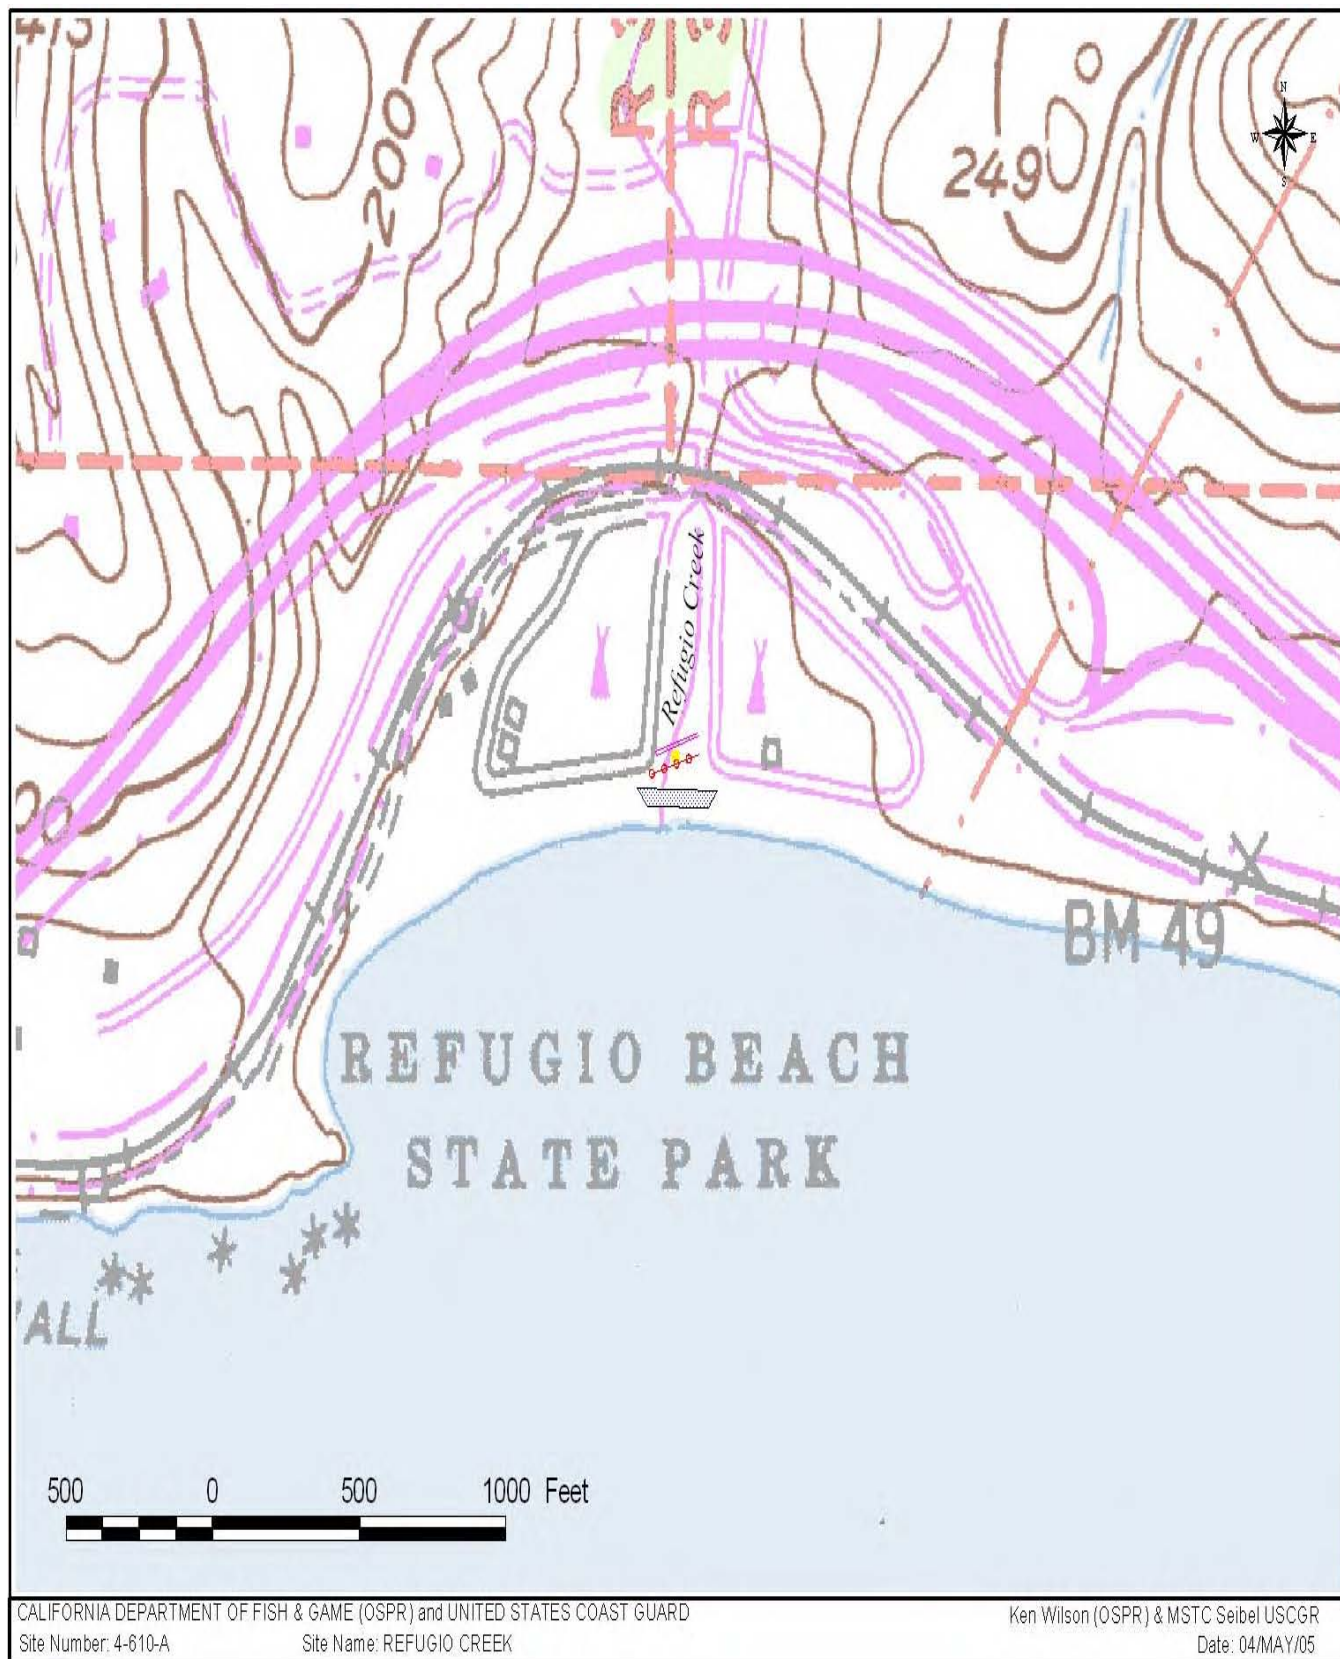 R
R
N
W E
S
200
249
Refugio Creek
BM 49
REFUGIO BEACH
STATE PARK
ALL
500 0 500 1000 Feet
CALIFORNIA DEPARTMENT OF FISH & GAME (OSPR) and UNITED STATES COAST GUARD
Ken Wilson (OSPR) & MSTC Seibel USCGR
Site Number: 4-610-A
Site Name: REFUGIO CREEK
Date: 04/MAY/05